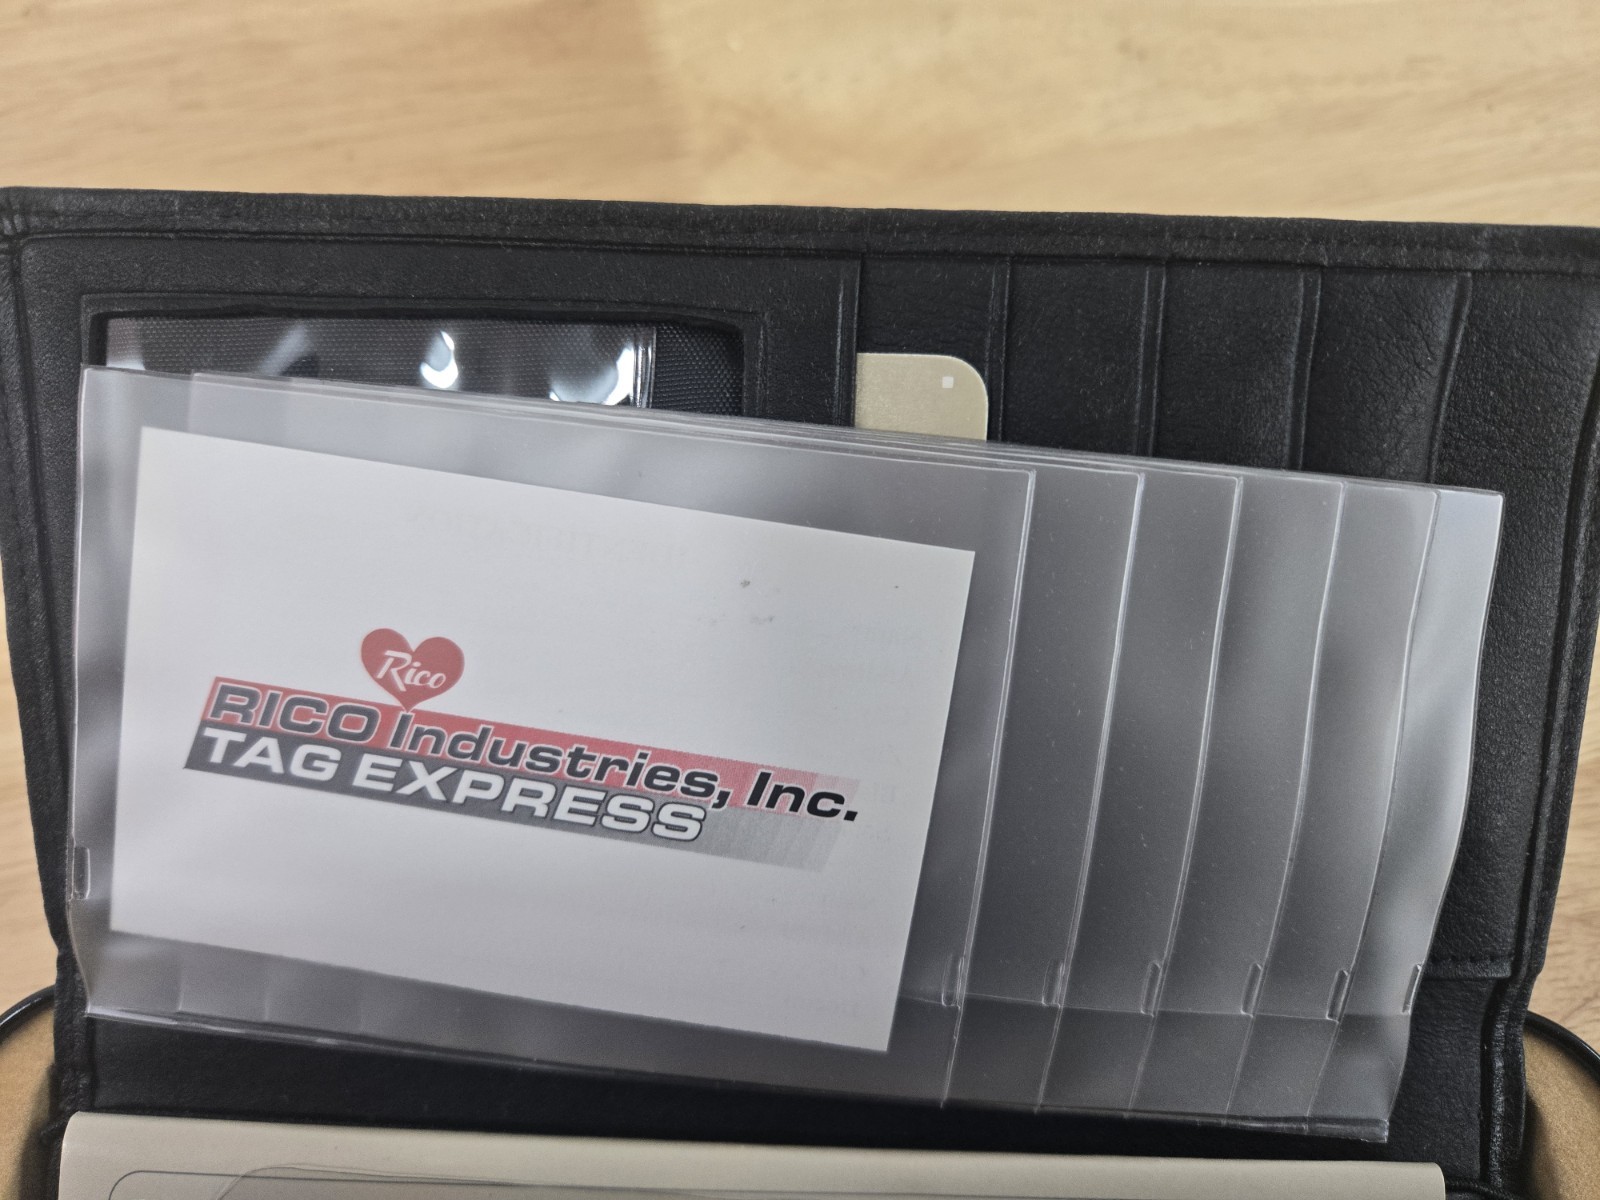 Rico
RICO Industries, Inc.
TAG EXPRESS